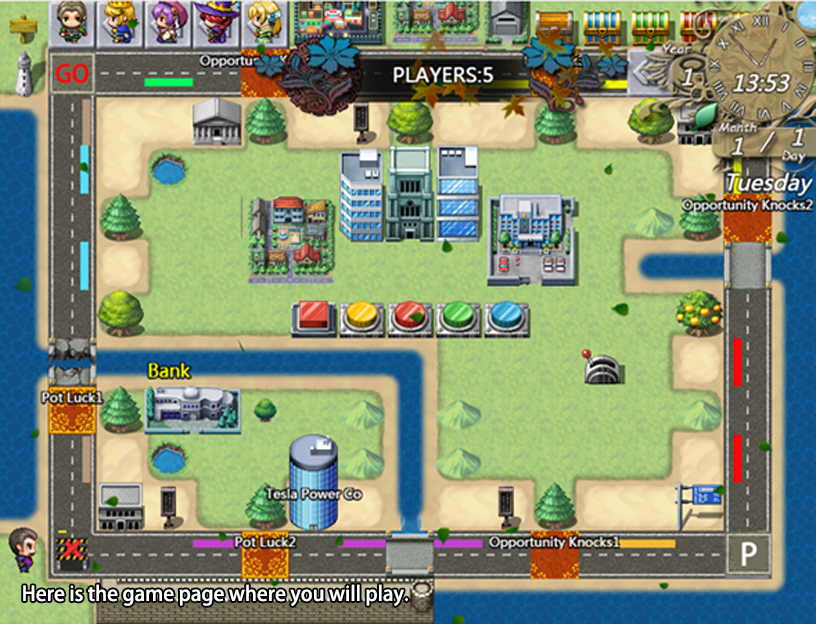 Opportu
GO
PLAYERS:5
Year
1
13:53
Month
1 / 1
Day
Tuesday
Opportunity Knocks2
Bank
Pot Luck1
Tesla Power Co
Pot Luck2
Opportunity Knocks1
P
Here is the game page where you will play.